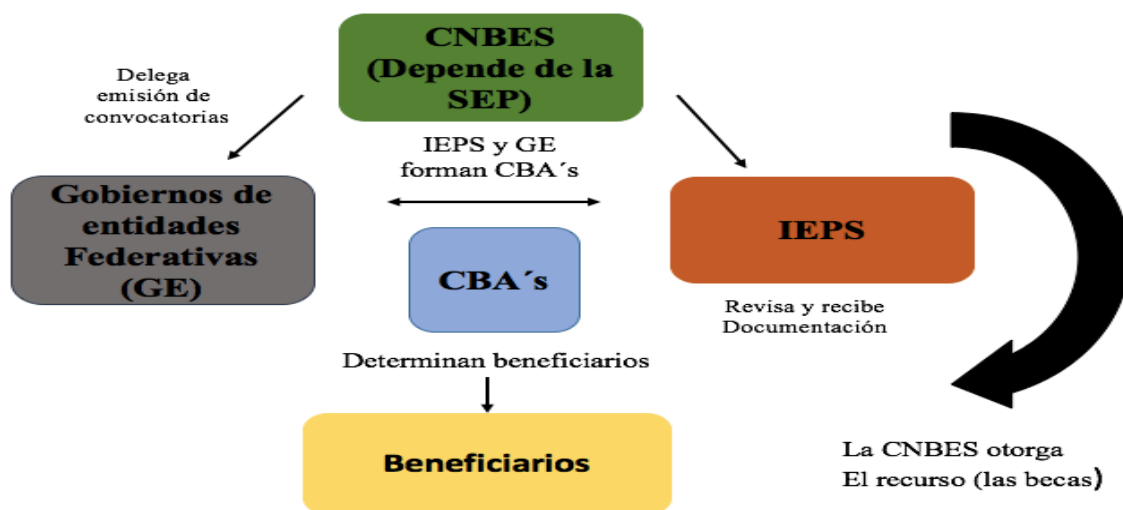 CNBES
(Depende de la
SEP)
Delega
emisión de
convocatorias
IEPS y GE
forman CBA´s
Gobiernos de
entidades
Federativas
(GE)
CBA´s
IEPS
Revisa y recibe
Documentación
Determinan beneficiarios
Beneficiarios
La CNBES otorga
El recurso (las becas)